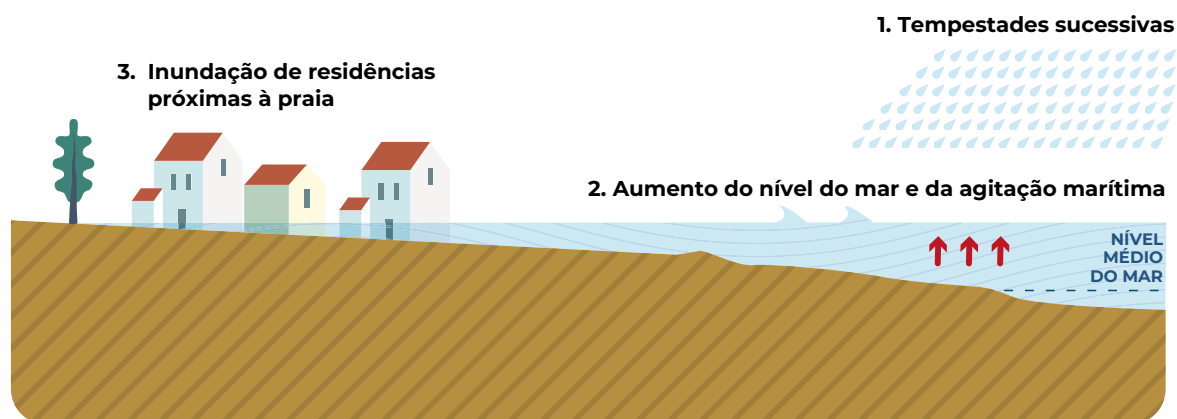 1. Tempestades sucessivas
2. Aumento do nível do mar e da agitação marítima
3. Inundação de residências
próximas à praia
NÍVEL
MÉDIO
DO MAR